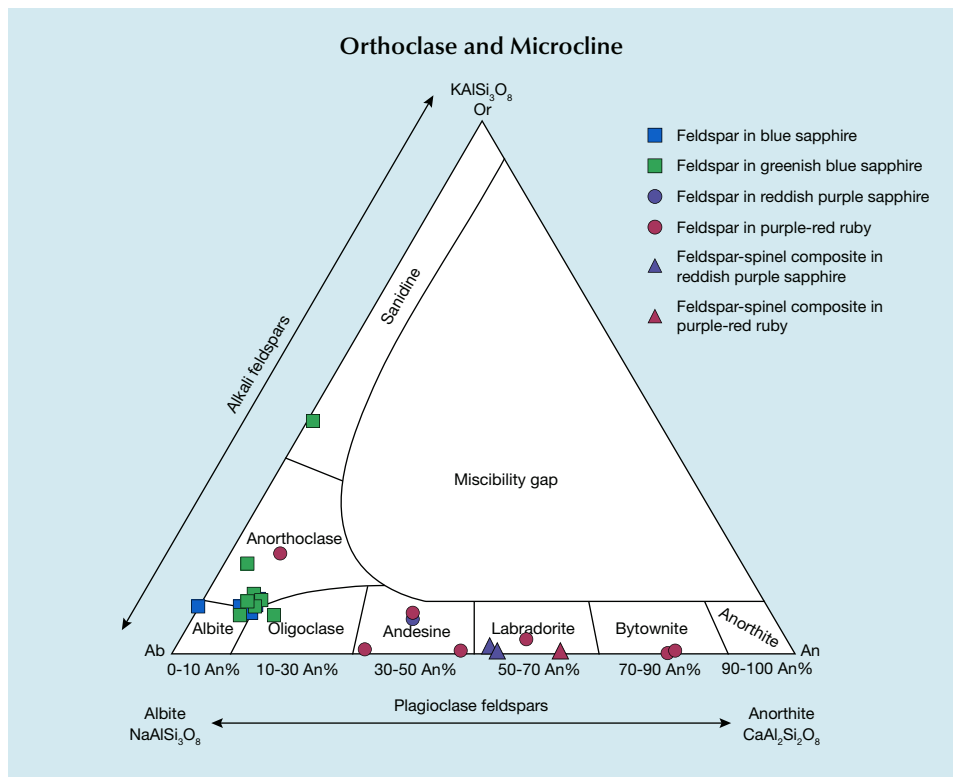 Orthoclase and Microcline
KAlSi₃O₈
Or
Feldspar in blue sapphire
Feldspar in greenish blue sapphire
Feldspar in reddish purple sapphire
Feldspar in purple-red ruby
Feldspar-spinel composite in
reddish purple sapphire
Feldspar-spinel composite in
purple-red ruby
Alkali feldspars
Sanidine
Miscibility gap
Anorthoclase
Albite
Oligoclase
Andesine
Labradorite
Bytownite
Anorthite
Ab
An
0-10 An%
10-30 An%
30-50 An%
50-70 An%
70-90 An%
90-100 An%
Plagioclase feldspars
Albite
NaAlSi₃O₈
Anorthite
CaAl₂Si₂O₈